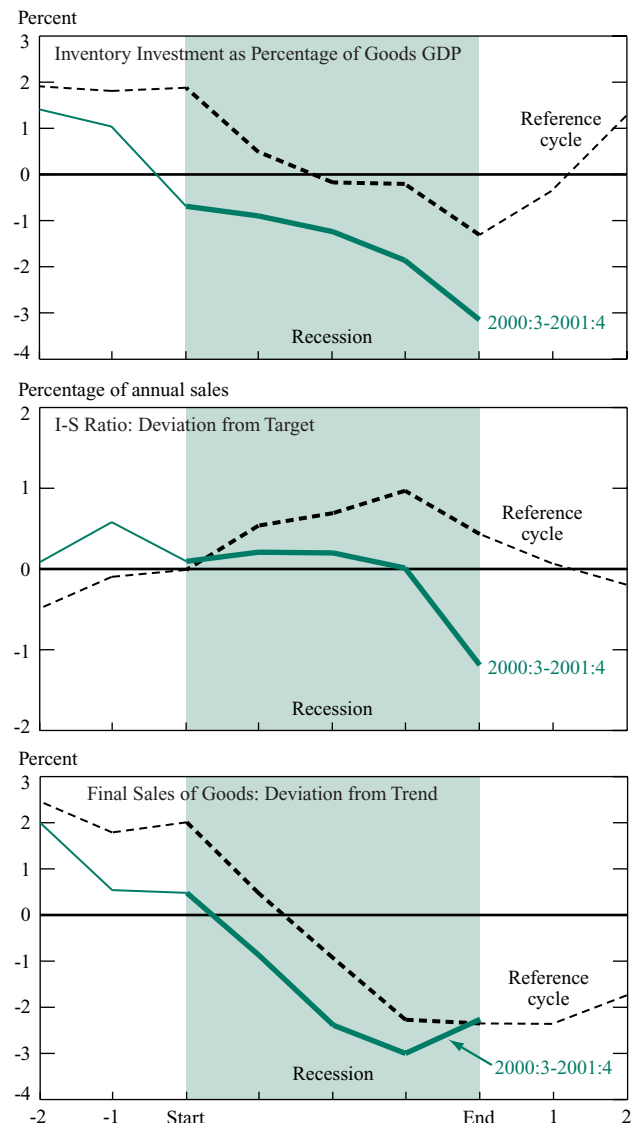 Percent
Inventory Investment as Percentage of Goods GDP
2
1
0
-1
-2
-3
-4
Reference
cycle
2000:3-2001:4
Recession
Percentage of annual sales
2
I-S Ratio: Deviation from Target
1
0
-1
-2
Reference
cycle
2000:3-2001:4
Recession
Percent
3
Final Sales of Goods: Deviation from Trend
2
1
0
-1
-2
-3
-4
Reference
cycle
2000:3-2001:4
Recession
-2 -1 Start End 1 2